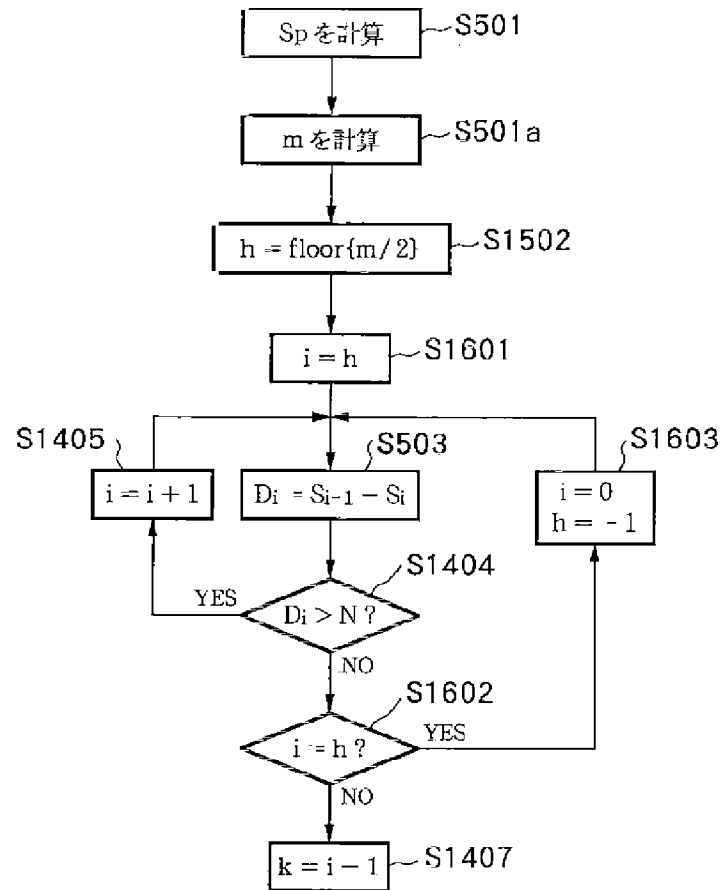 Spを計算
S501
mを計算
S501a
h = floor{m/2}
S1502
i = h
S1601
S1405
i = i + 1
S503
Di = Si-1 - Si
S1603
i = 0
h = -1
S1404
Di > N ?
YES
NO
S1602
i = h ?
YES
NO
k = i - 1
S1407